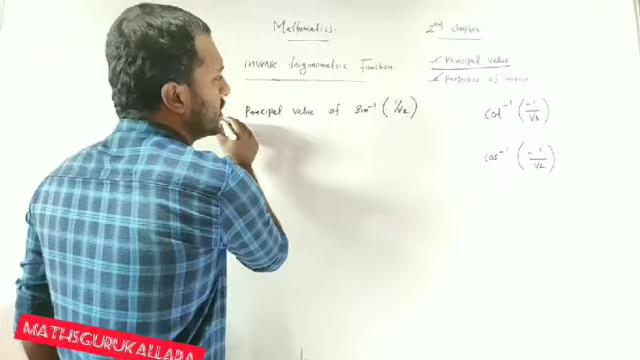 Mathematics.
2nd chapter
Inverse trigonometric Function.
Principal value
Properties of inverse
Principal value of sin⁻¹ (1/√2)
cot⁻¹ (-1/√3)
cos⁻¹ (-1/√2)
MATHSGURUKALLARA